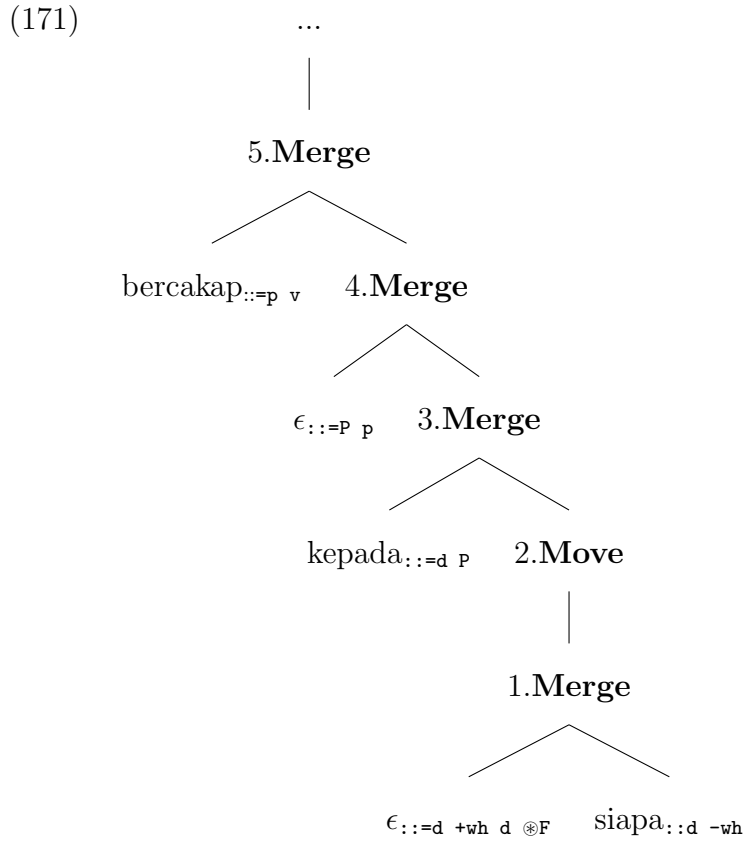 (171) ...
5.Merge
bercakap::=p v 4.Merge
ϵ::=P p 3.Merge
kepada::=d P 2.Move
1.Merge
ϵ::=d +wh d ⊛F siapa::d -wh